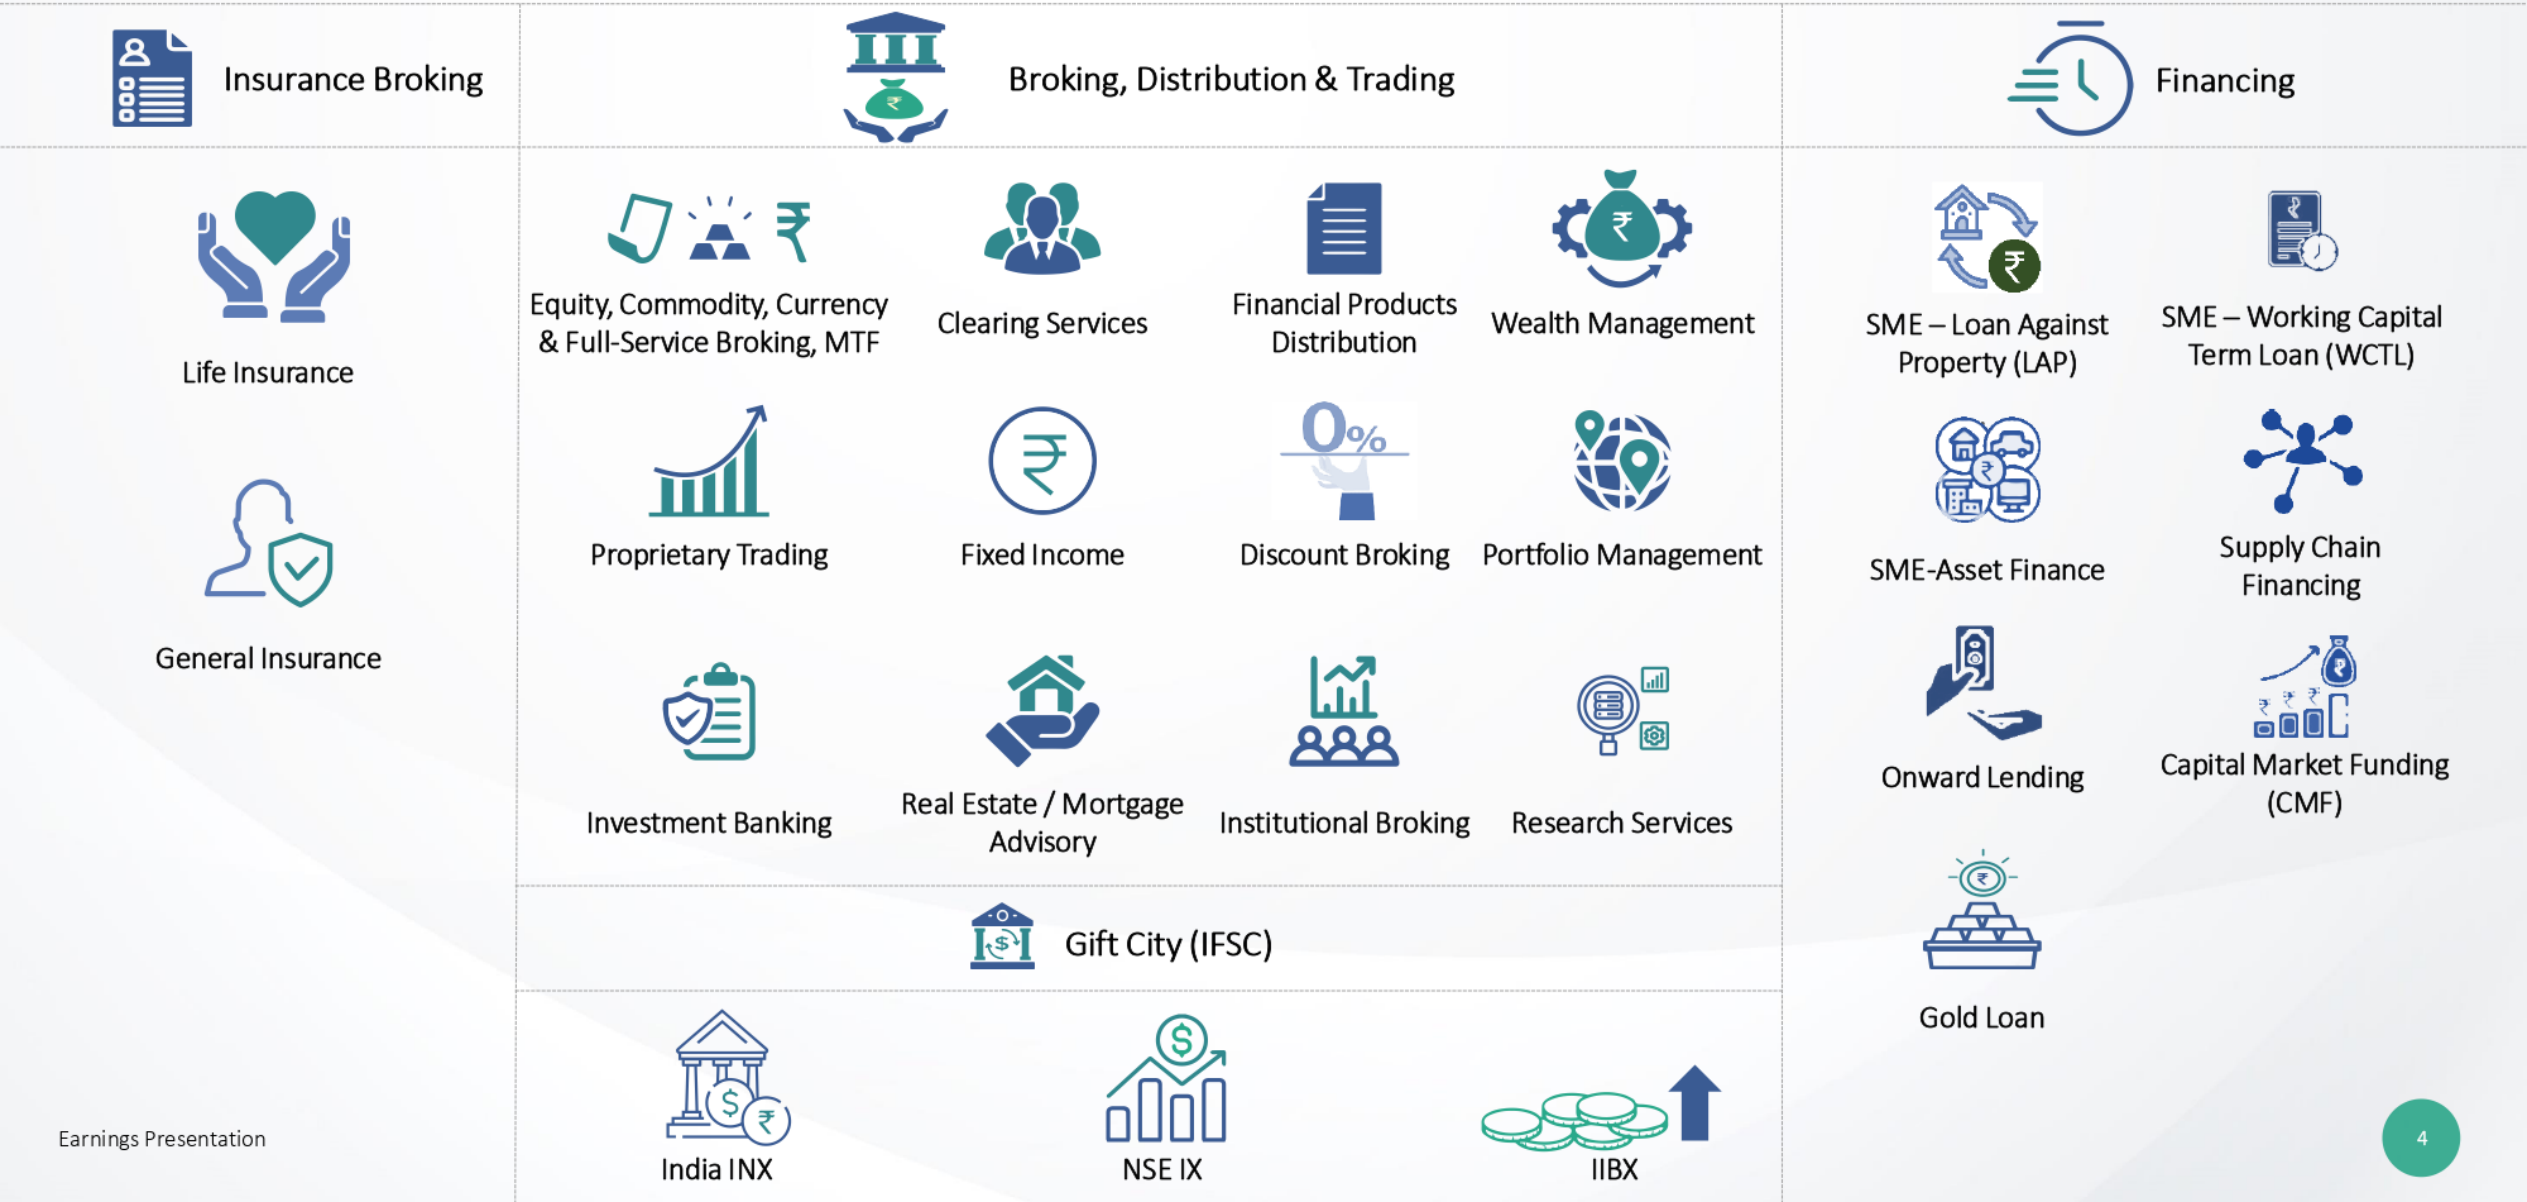 Insurance Broking
Broking, Distribution & Trading
Financing
Life Insurance
General Insurance
Equity, Commodity, Currency
& Full-Service Broking, MTF
Clearing Services
Financial Products
Distribution
Wealth Management
0%
Proprietary Trading
Fixed Income
Discount Broking
Portfolio Management
Investment Banking
Real Estate / Mortgage
Advisory
Institutional Broking
Research Services
Gift City (IFSC)
India INX
NSE IX
IIBX
SME – Loan Against
Property (LAP)
SME – Working Capital
Term Loan (WCTL)
SME-Asset Finance
Supply Chain
Financing
Onward Lending
Capital Market Funding
(CMF)
Gold Loan
Earnings Presentation
4